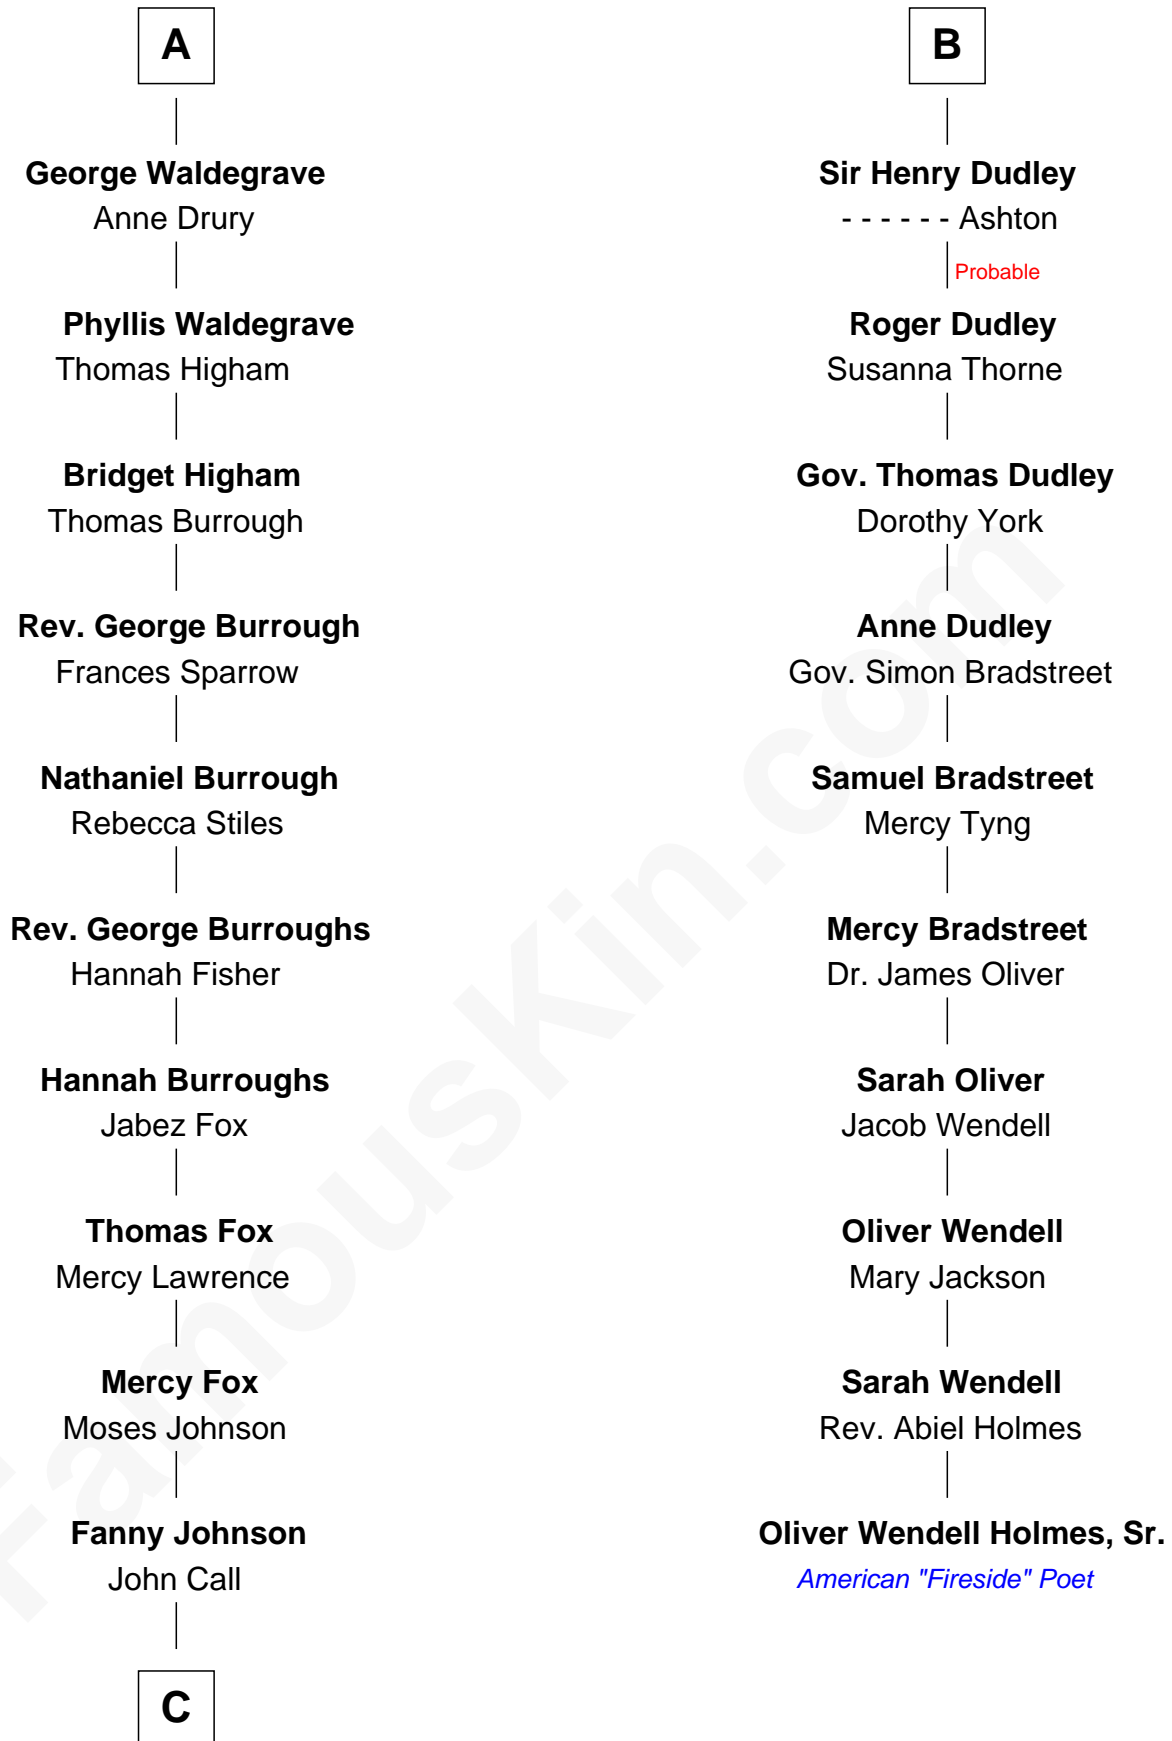 A
George Waldegrave
Anne Drury
Phyllis Waldegrave
Thomas Higham
Bridget Higham
Thomas Burrough
Rev. George Burrough
Frances Sparrow
Nathaniel Burrough
Rebecca Stiles
Rev. George Burroughs
Hannah Fisher
Hannah Burroughs
Jabez Fox
Thomas Fox
Mercy Lawrence
Mercy Fox
Moses Johnson
Fanny Johnson
John Call
C
B
Sir Henry Dudley
- - - - - - Ashton
Probable
Roger Dudley
Susanna Thorne
Gov. Thomas Dudley
Dorothy York
Anne Dudley
Gov. Simon Bradstreet
Samuel Bradstreet
Mercy Tyng
Mercy Bradstreet
Dr. James Oliver
Sarah Oliver
Jacob Wendell
Oliver Wendell
Mary Jackson
Sarah Wendell
Rev. Abiel Holmes
Oliver Wendell Holmes, Sr.
American "Fireside" Poet
FamousKin.com